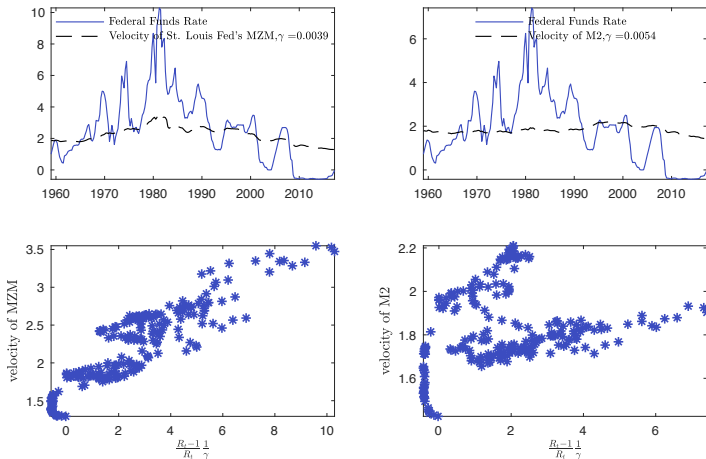 Federal Funds Rate
Velocity of St. Louis Fed's MZM,γ =0.0039
10
8
6
4
2
0
1960 1970 1980 1990 2000 2010
Federal Funds Rate
Velocity of M2,γ =0.0054
6
4
2
0
1960 1970 1980 1990 2000 2010
3.5
3
2.5
2
1.5
velocity of MZM
0 2 4 6 8 10
R_t−1/R_t 1/γ
2.2
2
1.8
1.6
velocity of M2
0 2 4 6
R_t−1/R_t 1/γ